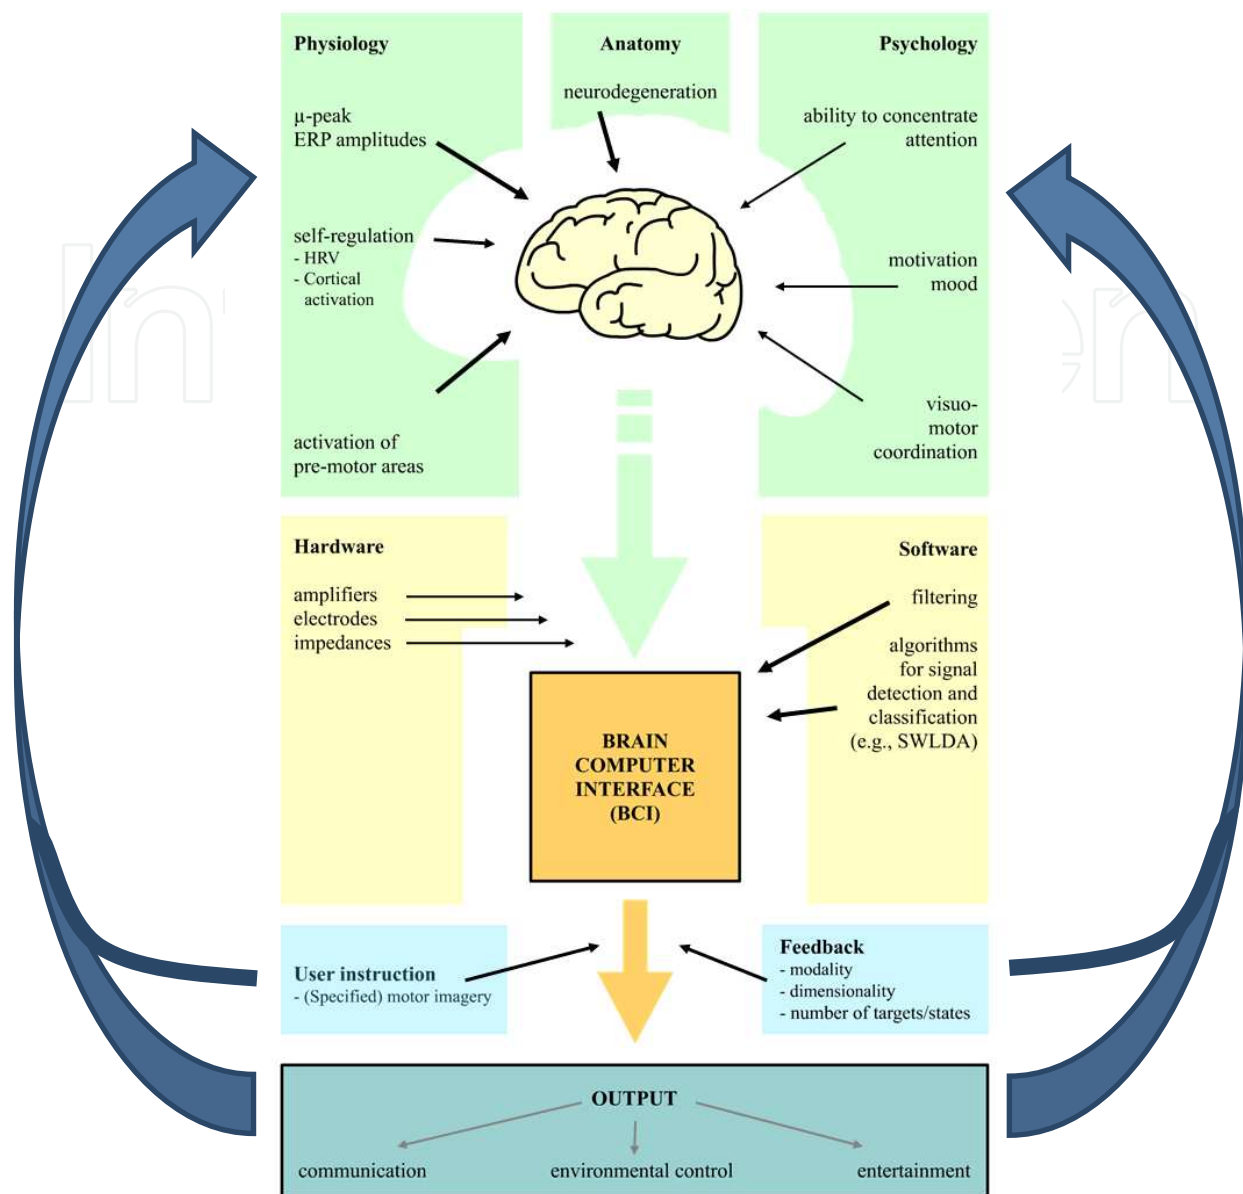 Physiology
µ-peak
ERP amplitudes
self-regulation
- HRV
- Cortical
activation
activation of
pre-motor areas
Anatomy
neurodegeneration
Psychology
ability to concentrate
attention
motivation
mood
visuo-
motor
coordination
Hardware
amplifiers
electrodes
impedances
Software
filtering
algorithms
for signal
detection and
classification
(e.g., SWLDA)
BRAIN
COMPUTER
INTERFACE
(BCI)
User instruction
- (Specified) motor imagery
Feedback
- modality
- dimensionality
- number of targets/states
OUTPUT
communication
environmental control
entertainment